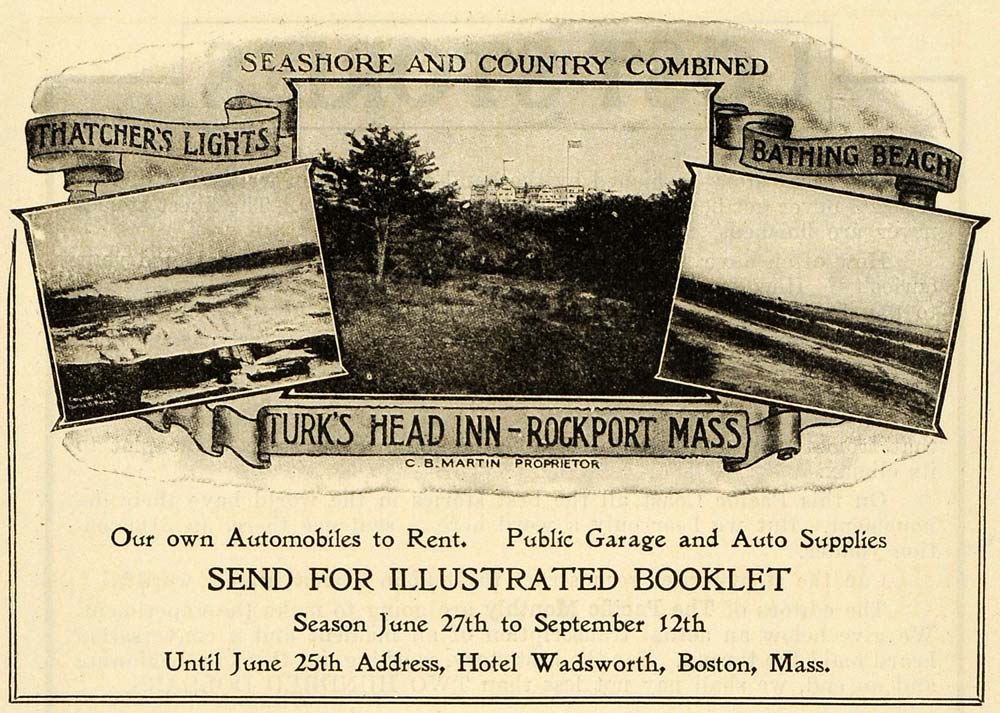 SEASHORE AND COUNTRY COMBINED
THATCHER'S LIGHTS
BATHING BEACH
TURK'S HEAD INN - ROCKPORT MASS
C. B. MARTIN PROPRIETOR
Our own Automobiles to Rent. Public Garage and Auto Supplies
SEND FOR ILLUSTRATED BOOKLET
Season June 27th to September 12th
Until June 25th Address, Hotel Wadsworth, Boston, Mass.